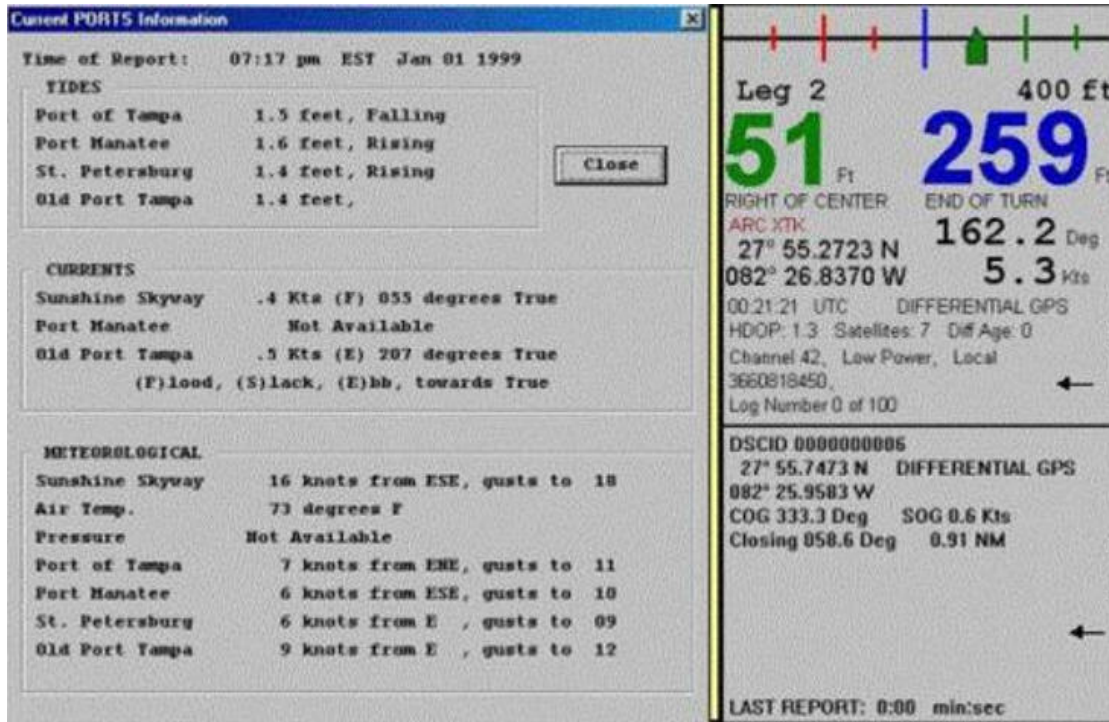 Current PORTS Information
Time of Report: 07:17 pm EST Jan 01 1999
TIDES
Port of Tampa 1.5 feet, Falling
Port Manatee 1.6 feet, Rising
St. Petersburg 1.4 feet, Rising
Old Port Tampa 1.4 feet,
Close
CURRENTS
Sunshine Skyway .4 Kts (F) 055 degrees True
Port Manatee Not Available
Old Port Tampa .5 Kts (E) 207 degrees True
(F)lood, (S)lack, (E)bb, towards True
METEOROLOGICAL
Sunshine Skyway 16 knots from ESE, gusts to 18
Air Temp. 73 degrees F
Pressure Not Available
Port of Tampa 7 knots from ENE, gusts to 11
Port Manatee 6 knots from ESE, gusts to 10
St. Petersburg 6 knots from E , gusts to 09
Old Port Tampa 9 knots from E , gusts to 12
Leg 2 400 ft
51 Ft 259 Ft
RIGHT OF CENTER END OF TURN
ARC XTK
27° 55.2723 N 162.2 Deg
082° 26.8370 W 5.3 Kts
00:21:21 UTC DIFFERENTIAL GPS
HDOP: 1.3 Satellites: 7 Diff Age: 0
Channel 42, Low Power, Local
3660818450,
Log Number 0 of 100
DSCID 0000000006
27° 55.7473 N DIFFERENTIAL GPS
082° 25.9583 W
COG 333.3 Deg SOG 0.6 Kts
Closing 058.6 Deg 0.91 NM
LAST REPORT: 0:00 min:sec